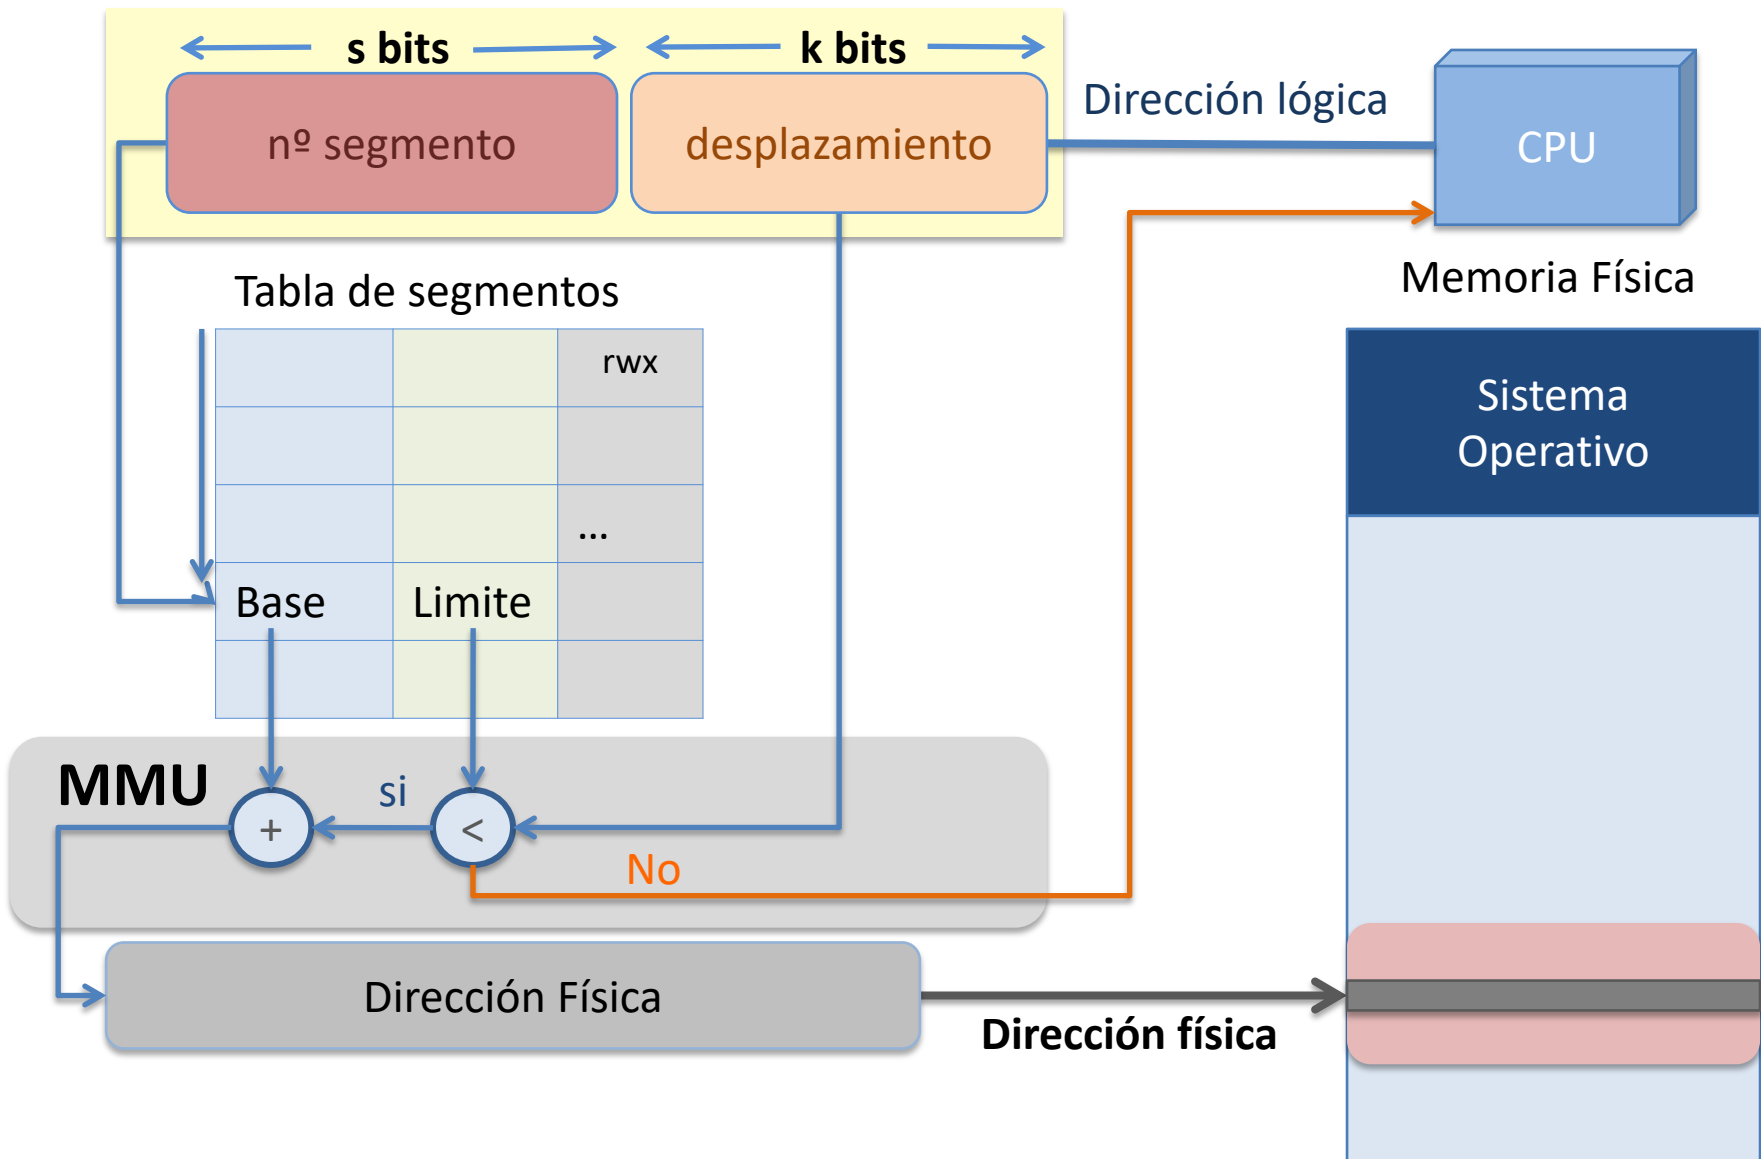 s bits
k bits
nº segmento
desplazamiento
Dirección lógica
CPU
Tabla de segmentos
Memoria Física
rwx
Sistema
Operativo
...
Base
Limite
MMU
si
+
<
No
Dirección Física
Dirección física